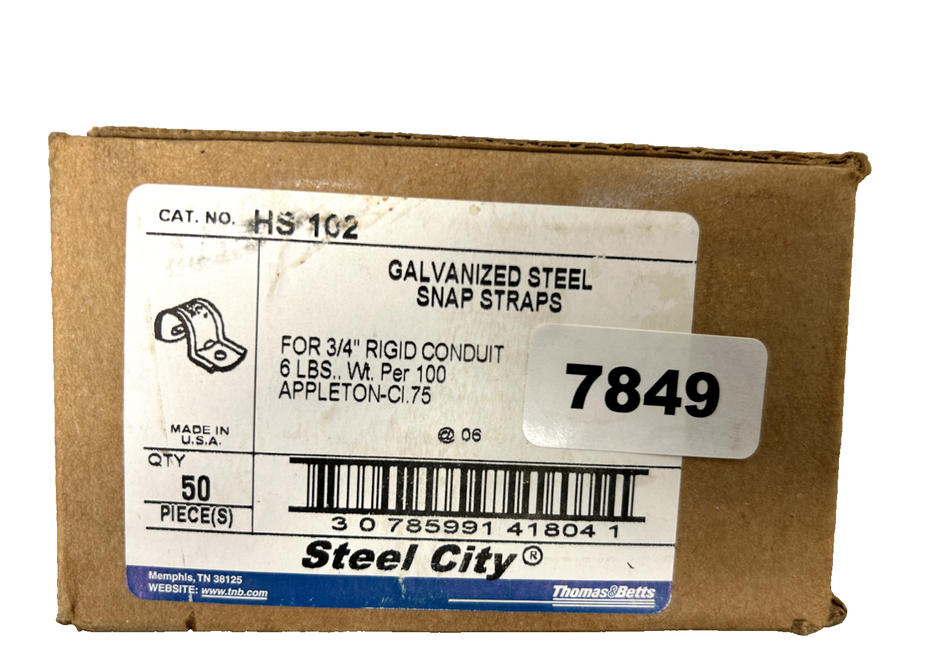 CAT. NO. HS 102
GALVANIZED STEEL
SNAP STRAPS
FOR 3/4" RIGID CONDUIT
6 LBS.. Wt. Per 100
APPLETON-CI.75
7849
@ 06
MADE IN
U.S.A.
QTY
50
PIECE(S)
3 0 785991 41804 1
Steel City®
Memphis, TN 38125
WEBSITE: www.tnb.com
Thomas&Betts